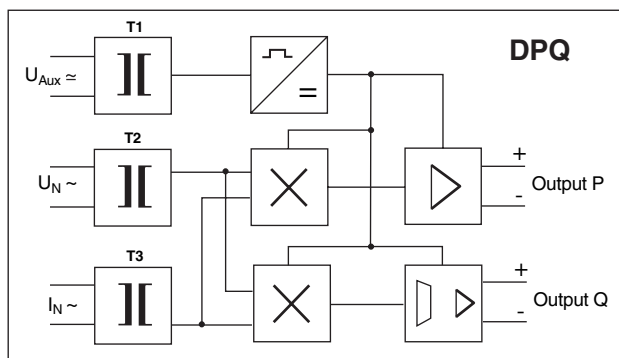 T1
DPQ
U_Aux ≃
=
T2
U_N ~
+
Output P
-
T3
I_N ~
+
Output Q
-